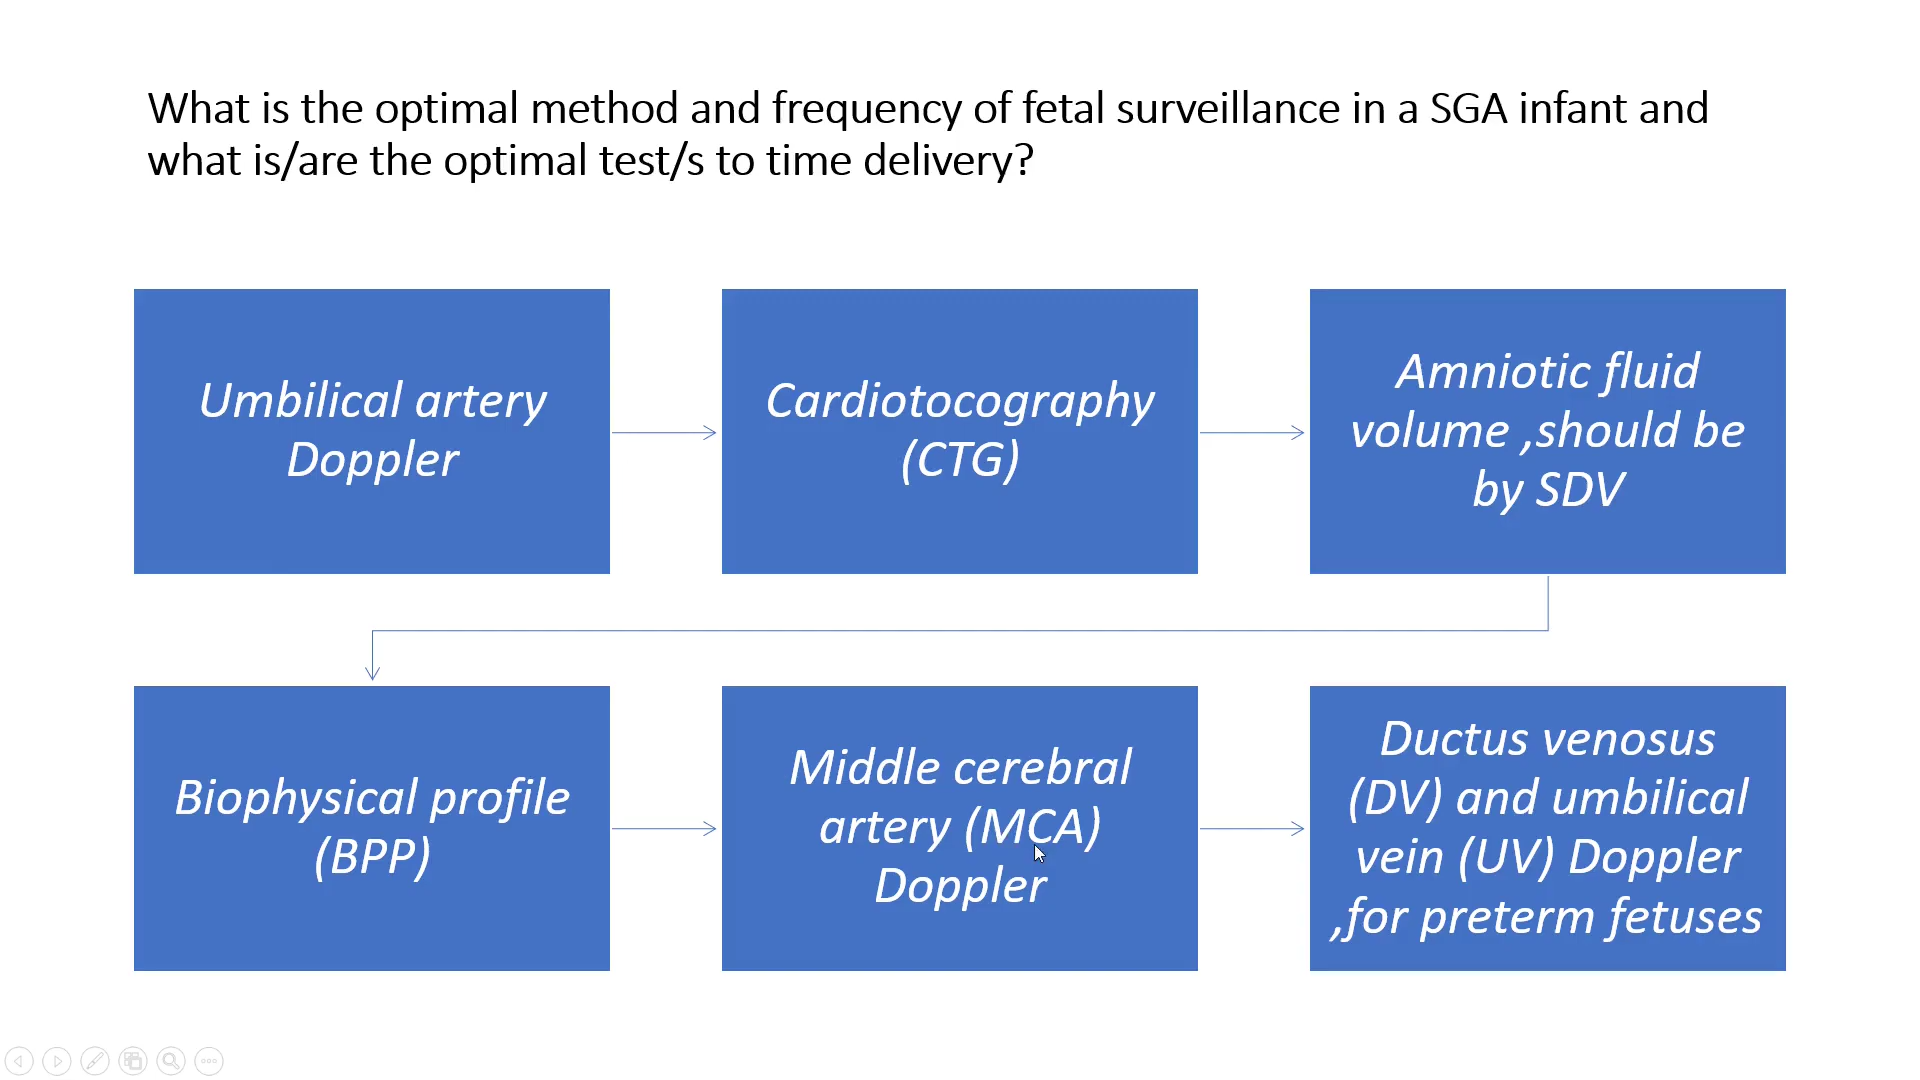 What is the optimal method and frequency of fetal surveillance in a SGA infant and
what is/are the optimal test/s to time delivery?
Umbilical artery
Doppler
Cardiotocography
(CTG)
Amniotic fluid
volume ,should be
by SDV
Biophysical profile
(BPP)
Middle cerebral
artery (MCA)
Doppler
Ductus venosus
(DV) and umbilical
vein (UV) Doppler
,for preterm fetuses